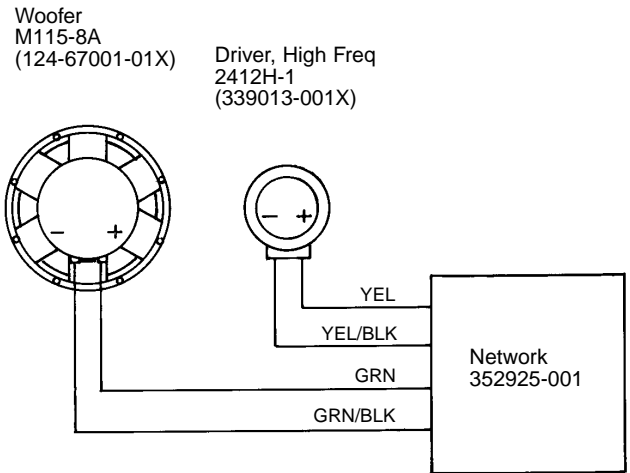 Woofer
M115-8A
(124-67001-01X)
Driver, High Freq
2412H-1
(339013-001X)
- +
- +
YEL
YEL/BLK
GRN
GRN/BLK
Network
352925-001